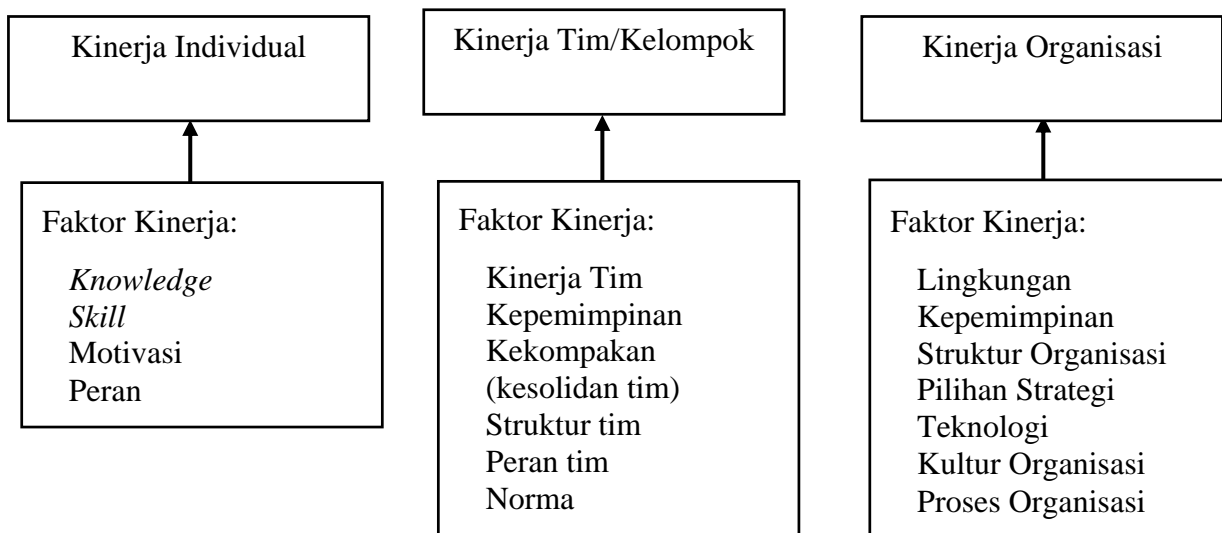 Kinerja Individual
Kinerja Tim/Kelompok
Kinerja Organisasi
Faktor Kinerja:
Knowledge
Skill
Motivasi
Peran
Faktor Kinerja:
Kinerja Tim
Kepemimpinan
Kekompakan
(kesolidan tim)
Struktur tim
Peran tim
Norma
Faktor Kinerja:
Lingkungan
Kepemimpinan
Struktur Organisasi
Pilihan Strategi
Teknologi
Kultur Organisasi
Proses Organisasi